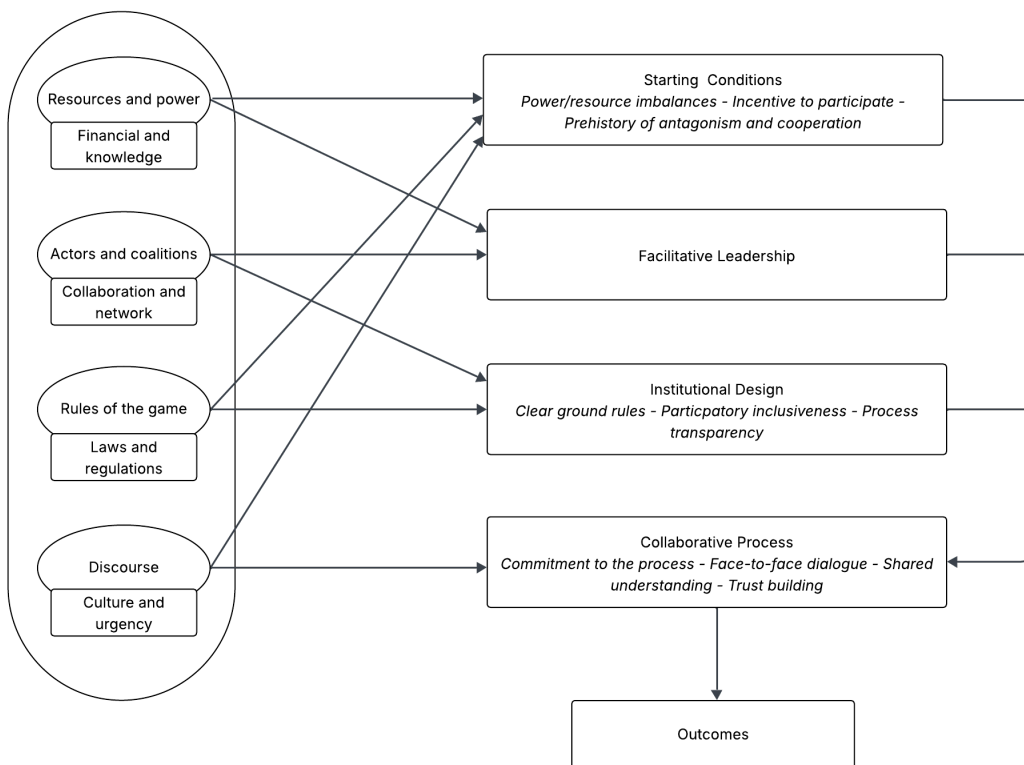 Resources and power
Financial and
knowledge
Actors and coalitions
Collaboration and
network
Rules of the game
Laws and
regulations
Discourse
Culture and
urgency
Starting  Conditions
Power/resource imbalances - Incentive to participate -
Prehistory of antagonism and cooperation
Facilitative Leadership
Institutional Design
Clear ground rules - Particpatory inclusiveness - Process
transparency
Collaborative Process
Commitment to the process - Face-to-face dialogue - Shared
understanding - Trust building
Outcomes